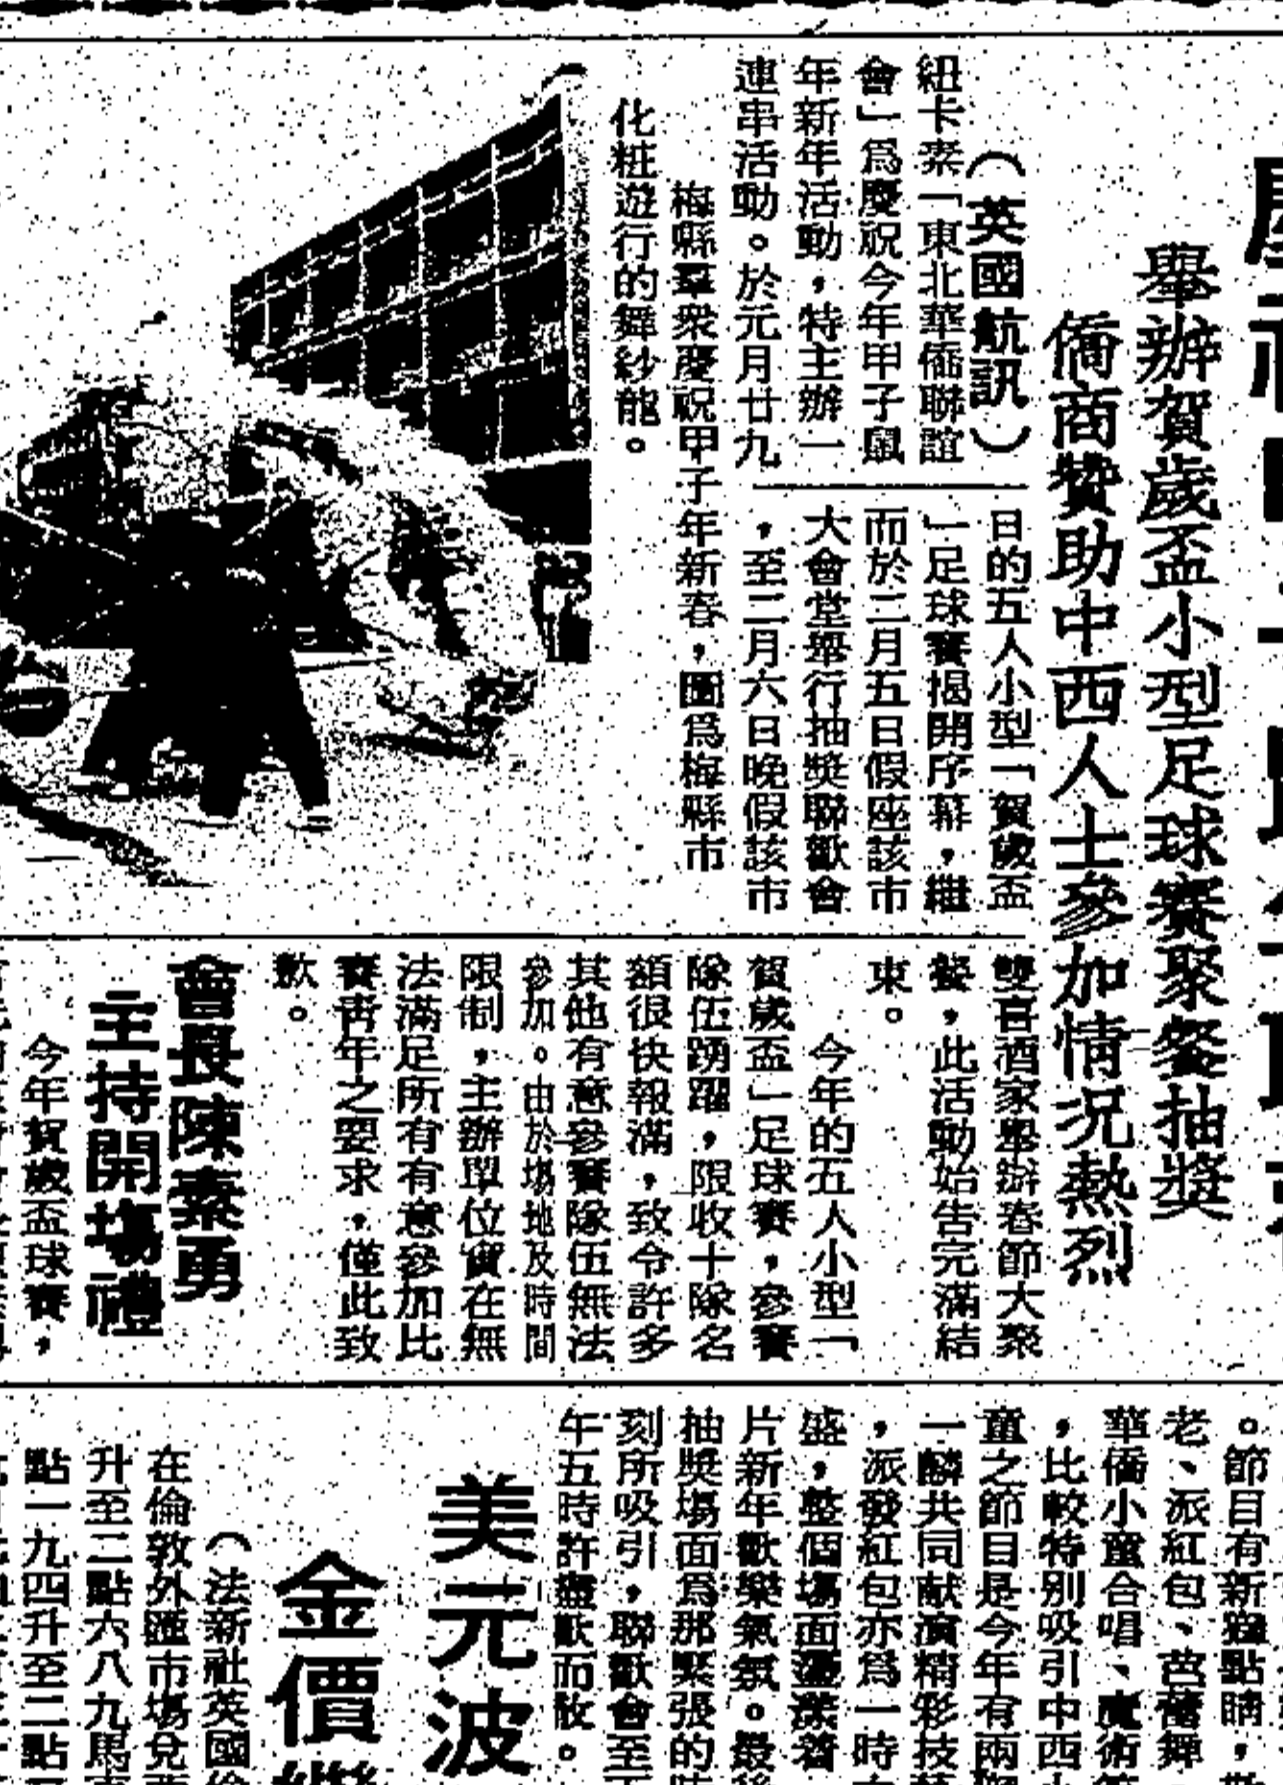 舉辦賀歲盃小型足球賽聚餐抽獎
僑商贊助中西人士參加情況熱烈
（英國航訊）
紐卡素「東北華僑聯誼
會」爲慶祝今年甲子鼠
年新年活動，特主辦一
連串活動。於元月廿九
日的五人小型「賀歲盃
」足球賽揭開序幕，繼
而於二月五日假座該市
大會堂舉行抽獎聯歡會
，至二月六日晚假該市
雙喜酒家舉辦春節大聚
餐，此活動始告完滿結
束。
今年的五人小型「
賀歲盃」足球賽，參賽
隊伍踴躍，限收十隊名
額很快報滿，致令許多
其他有意參賽隊伍無法
參加。由於塲地及時間
限制，主辦單位實在無
法滿足所有有意參加比
賽青年之要求，僅此致
歉。
會長陳素勇
主持開塲禮
今年賀歲盃球賽，
梅縣羣衆慶祝甲子年新春，圖爲梅縣市
化粧遊行的舞紗龍。
。節目有新獅點睛，
老、派紅包、芭蕾舞、
華僑小童合唱、魔術
，比較特別吸引中西
童之節目是今年有兩
一麟共同献演精彩技
，派發紅包亦爲一時
盛，整個塲面盪漾着
片新年歡樂氣氛。最後
抽獎塲面爲那緊張的時
刻所吸引，聯歡會至下
午五時許盡歡而散。
美元波
金價
（法新社英國倫
在倫敦外匯市塲兌
升至二點六八九馬
點一九四升至二點